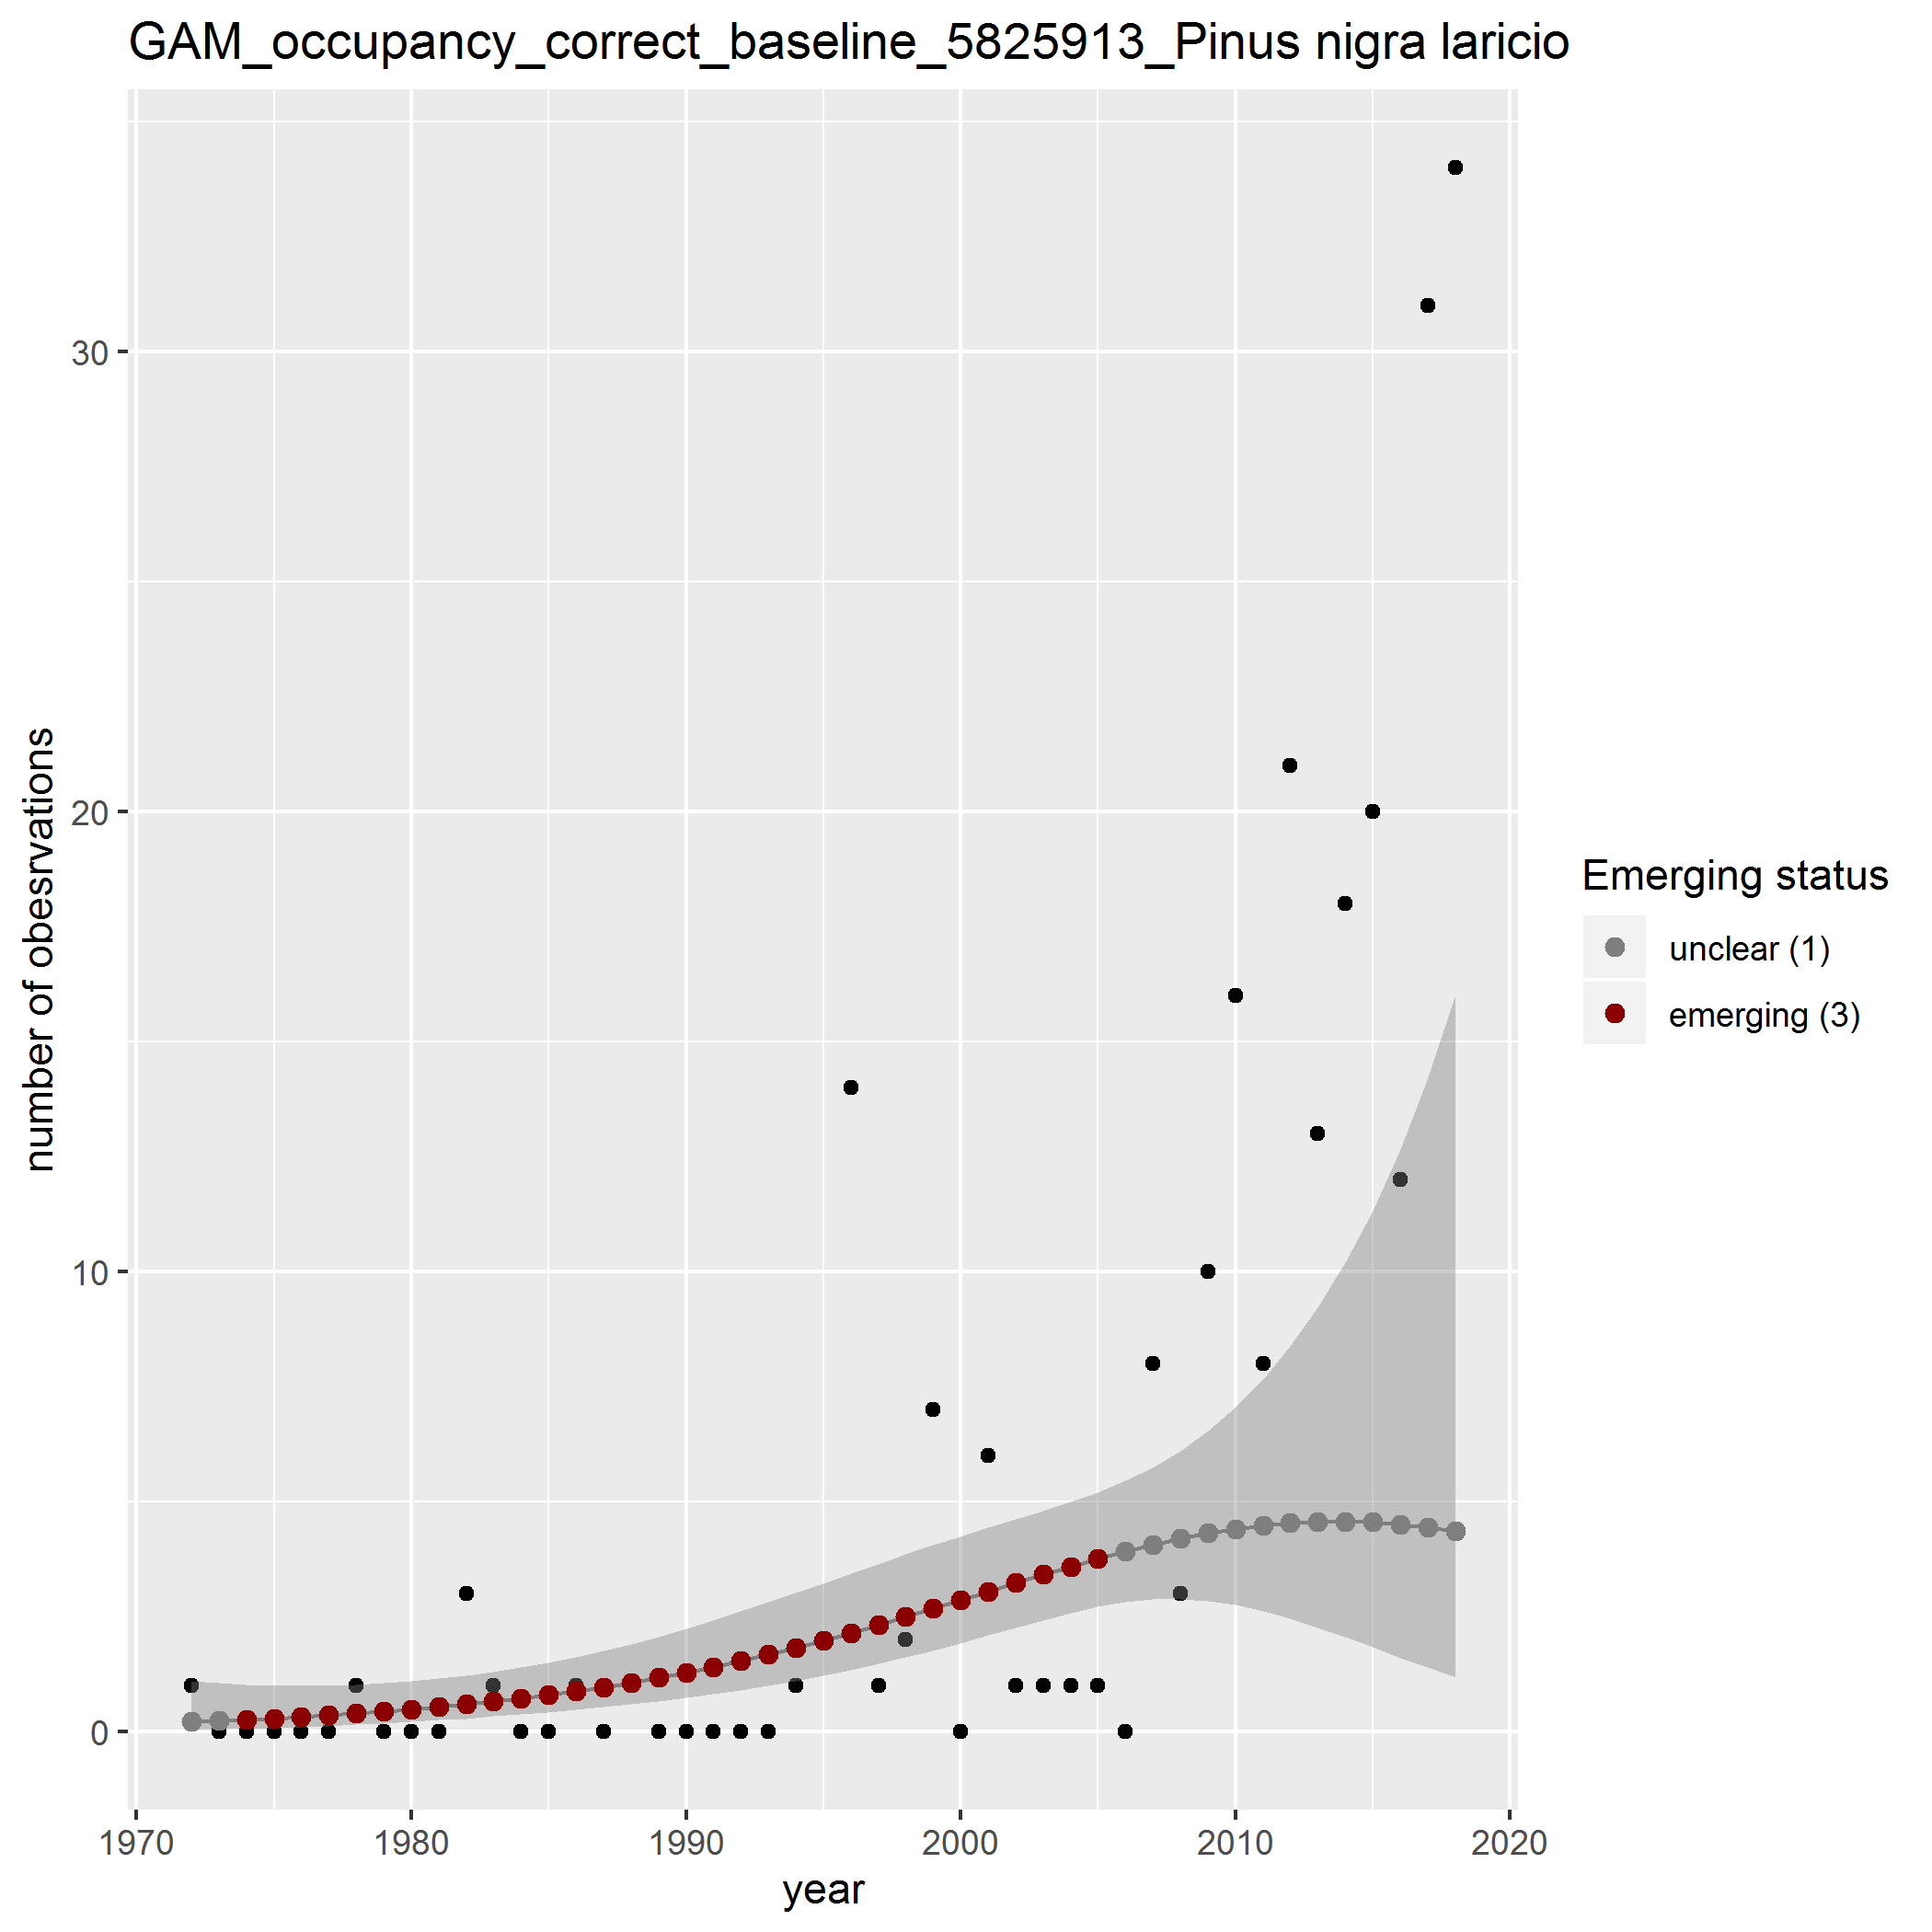 GAM_occupancy_correct_baseline_5825913_Pinus nigra laricio
number of obesrvations
30
20
10
0
1970
1980
1990
2000
2010
2020
year
Emerging status
unclear (1)
emerging (3)